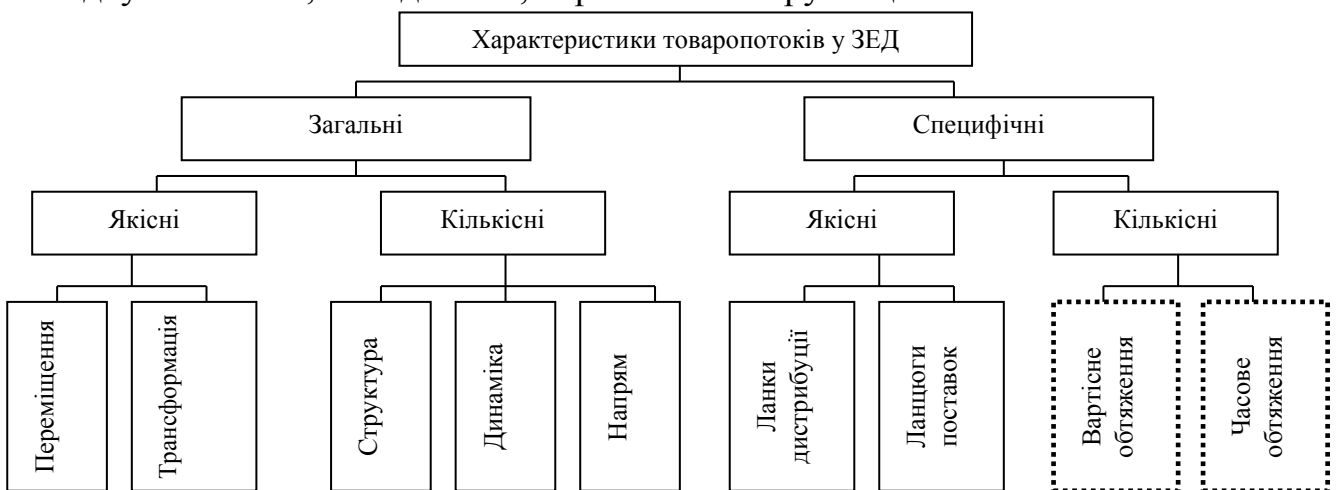 Характеристики товаропотоків у ЗЕД
Загальні
Специфічні
Якісні
Кількісні
Якісні
Кількісні
Переміщення
Трансформація
Структура
Динаміка
Напрям
Ланки
дистрибуції
Ланцюги
поставок
Вартісне
обтяження
Часове
обтяження